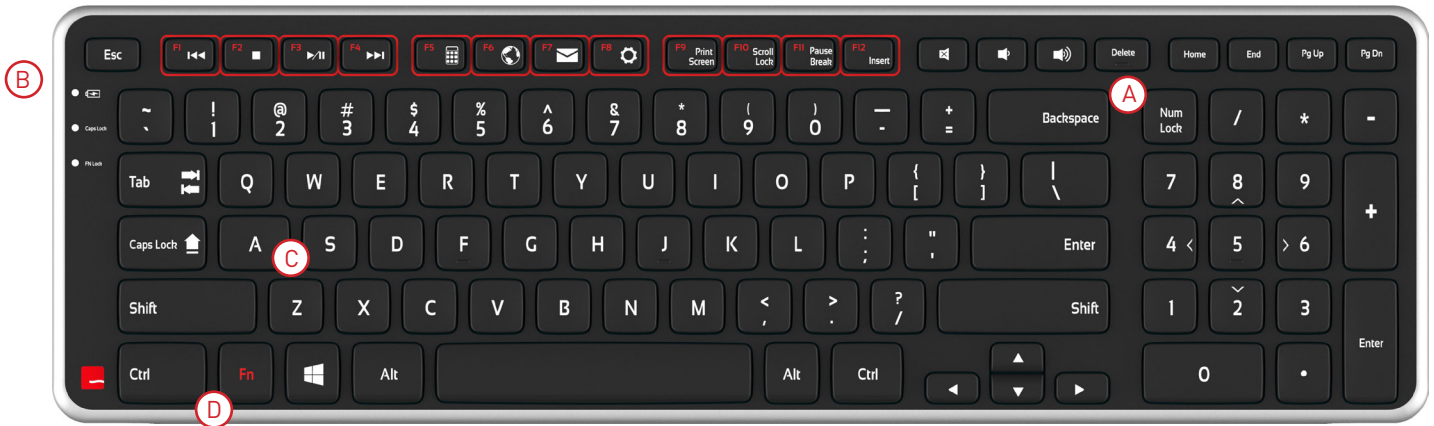 B
Esc F1 F2 F3 F4 F5 F6 F7 F8 F9 Print Screen F10 Scroll Lock F11 Pause Break F12 Insert Delete Home End Pg Up Pg Dn
A
~ ` ! 1 @ 2 # 3 $ 4 % 5 ^ 6 & 7 * 8 ( 9 ) 0 — - + = Backspace Num Lock / * -
Caps Lock
FN Lock
Tab Q W E R T Y U I O P { [ } ] | \ 7 8 9 +
Caps Lock A S D F G H J K L : ; " ' Enter 4 < 5 > 6
C
Shift Z X C V B N M < , > . ? / Shift 1 2 3 Enter
Ctrl Fn Alt Alt Ctrl 0 .
D